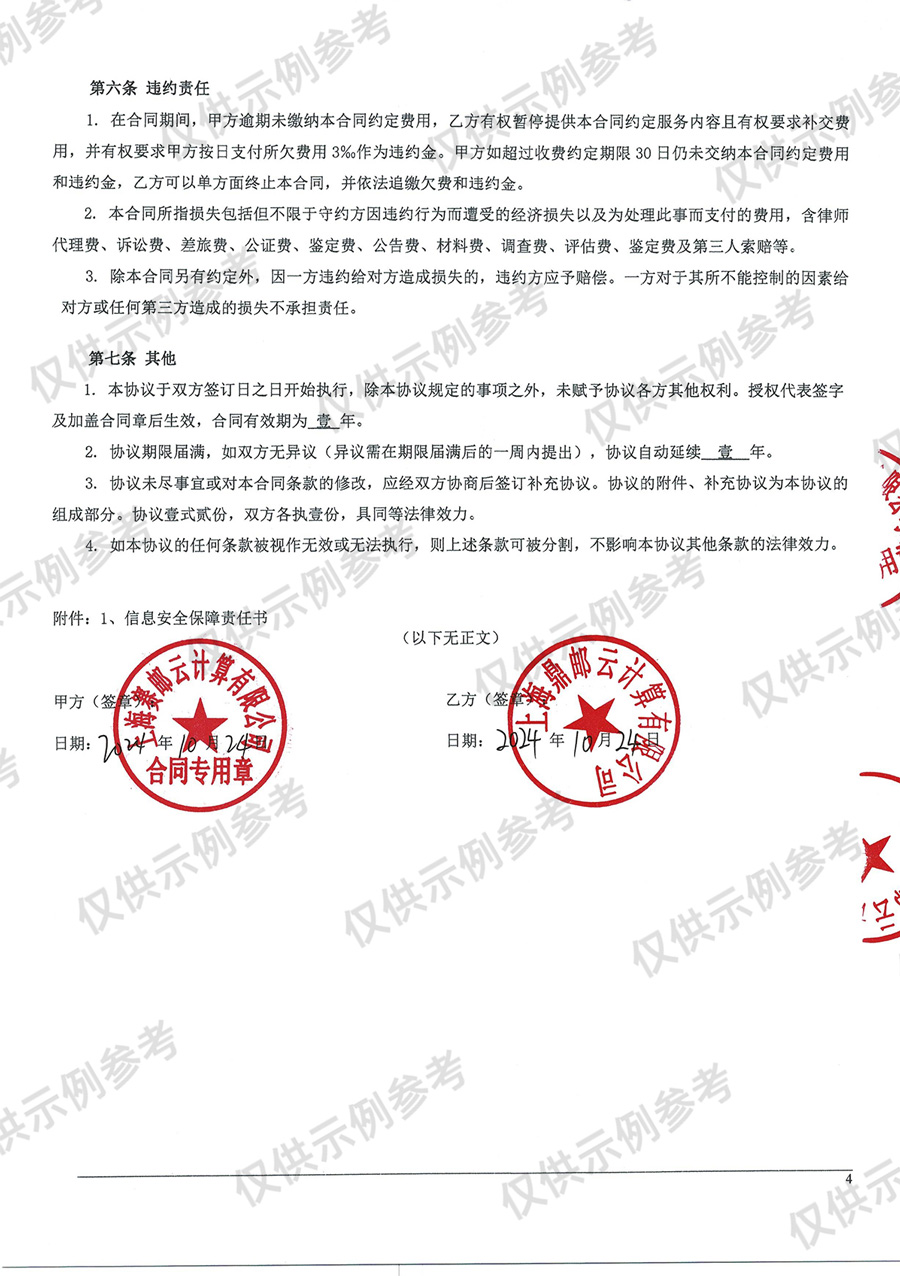 第六条 违约责任
1. 在合同期间，甲方逾期未缴纳本合同约定费用，乙方有权暂停提供本合同约定服务内容且有权要求补交费
用，并有权要求甲方按日支付所欠费用3‰作为违约金。甲方如超过收费约定期限 30 日仍未交纳本合同约定费用
和违约金，乙方可以单方面终止本合同，并依法追缴欠费和违约金。
2. 本合同所指损失包括但不限于守约方因违约行为而遭受的经济损失以及为处理此事而支付的费用，含律师
代理费、诉讼费、差旅费、公证费、鉴定费、公告费、材料费、调查费、评估费、鉴定费及第三人索赔等。
3. 除本合同另有约定外，因一方违约给对方造成损失的，违约方应予赔偿。一方对于其所不能控制的因素给
对方或任何第三方造成的损失不承担责任。
第七条 其他
1. 本协议于双方签订日之日开始执行，除本协议规定的事项之外，未赋予协议各方其他权利。授权代表签字
及加盖合同章后生效，合同有效期为 壹 年。
2. 协议期限届满，如双方无异议（异议需在期限届满后的一周内提出），协议自动延续 壹 年。
3. 协议未尽事宜或对本合同条款的修改，应经双方协商后签订补充协议。协议的附件、补充协议为本协议的
组成部分。协议壹式贰份，双方各执壹份，具同等法律效力。
4. 如本协议的任何条款被视作无效或无法执行，则上述条款可被分割，不影响本协议其他条款的法律效力。
附件：1、信息安全保障责任书
（以下无正文）
甲方（签章）：
乙方（签章）
日期：2024 年 10 月 24 日
日期：2024 年 10 月 24 日
上海赛邮云计算有限公司
合同专用章
上海鼎邮云计算有限公司
4
仅供示例参考